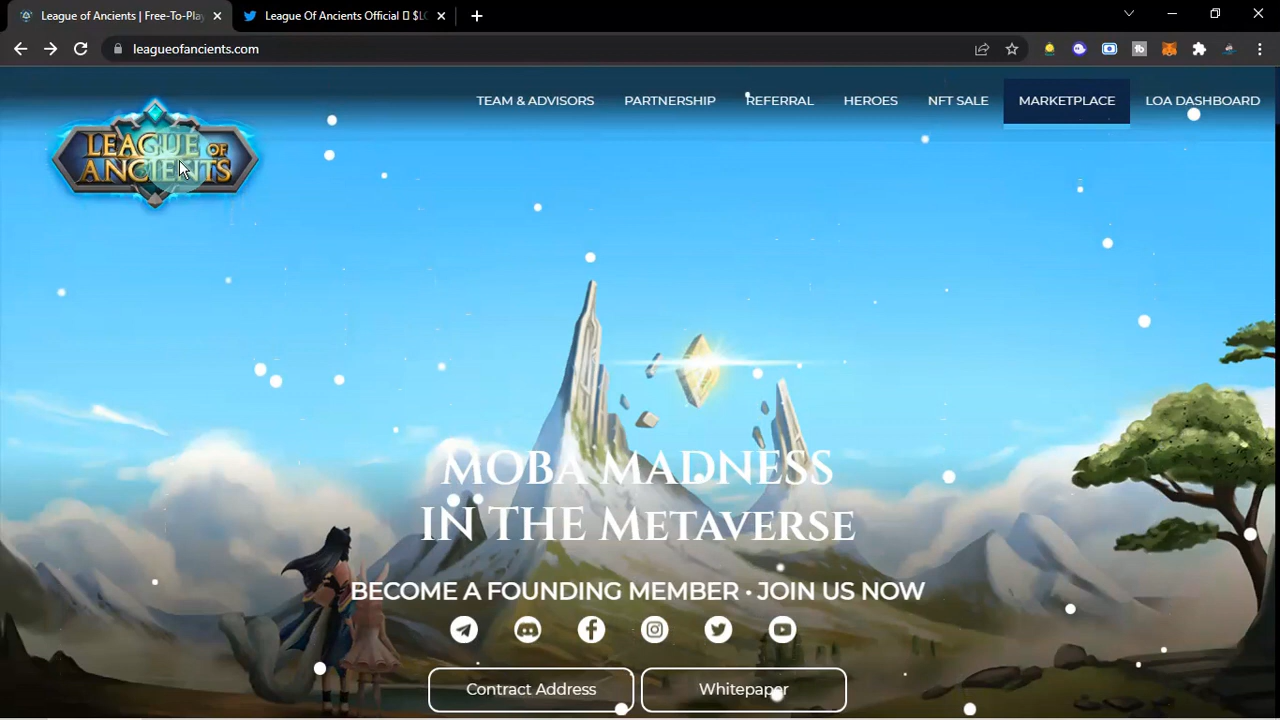 League of Ancients | Free-To-Play
League Of Ancients Official
leagueofancients.com
TEAM & ADVISORS PARTNERSHIP REFERRAL HEROES NFT SALE MARKETPLACE LOA DASHBOARD
LEAGUE OF
ANCIENTS
MOBA MADNESS
IN THE METAVERSE
BECOME A FOUNDING MEMBER • JOIN US NOW
Contract Address Whitepaper